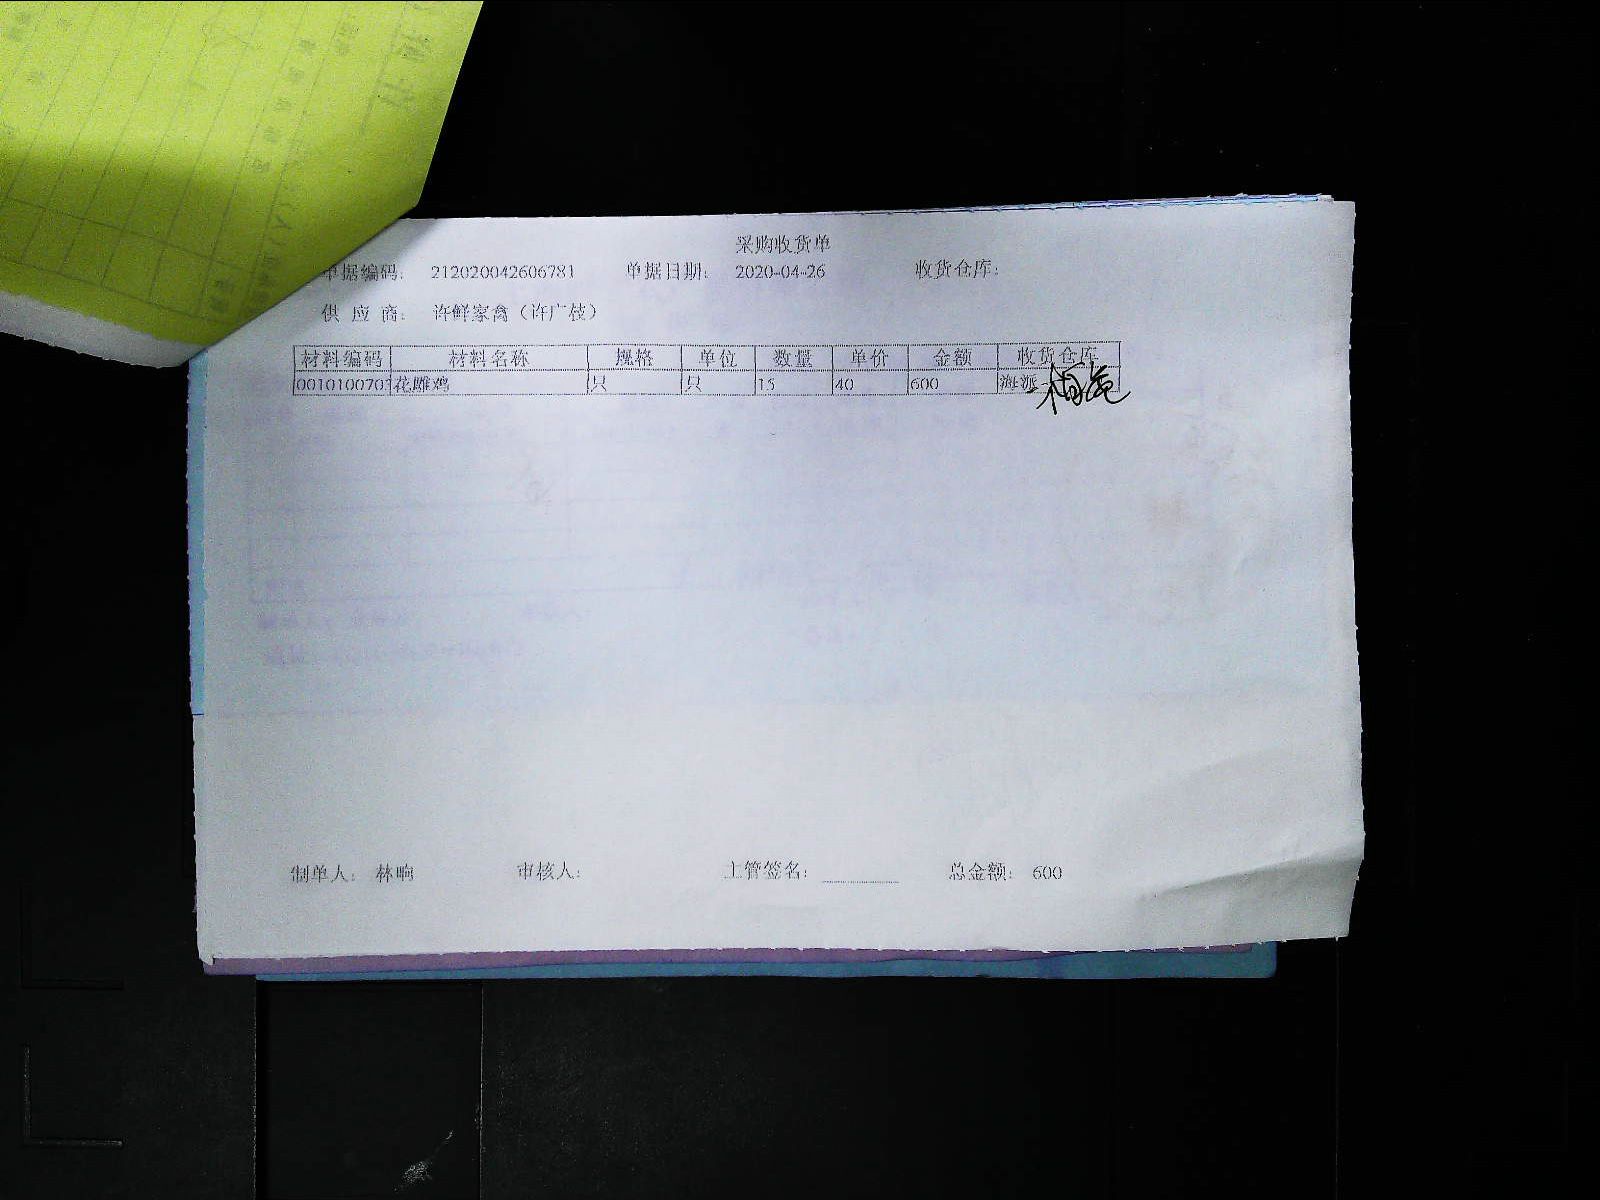 采购收货单
单据编码: 212020042606781 单据日期: 2020-04-26 收货仓库:
供应商: 许鲜家禽（许广枝）
材料编码 材料名称 规格 单位 数量 单价 金额 收货仓库
0010100703 花雕鸡 只 只 15 40 600 海派
制单人: 林响 审核人: 主管签名: 总金额: 600